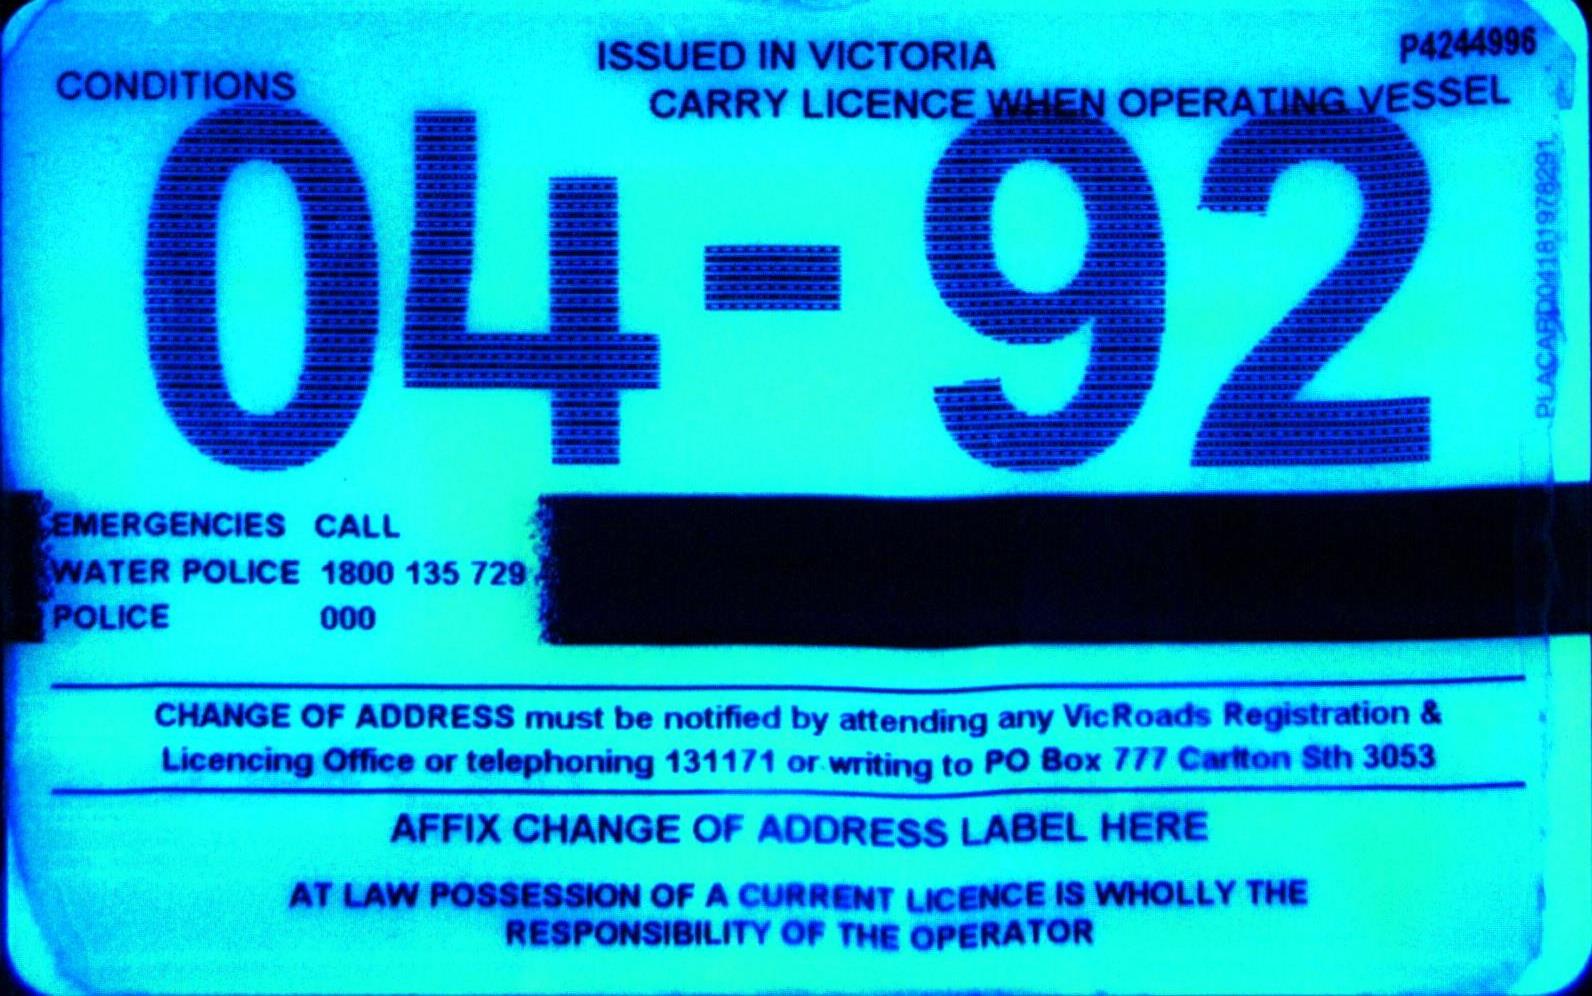 ISSUED IN VICTORIA
P4244996
CONDITIONS
CARRY LICENCE WHEN OPERATING VESSEL
04-92
PLACARD04181978291
EMERGENCIES CALL
WATER POLICE 1800 135 729
POLICE 000
CHANGE OF ADDRESS must be notified by attending any VicRoads Registration &
Licencing Office or telephoning 131171 or writing to PO Box 777 Carlton Sth 3053
AFFIX CHANGE OF ADDRESS LABEL HERE
AT LAW POSSESSION OF A CURRENT LICENCE IS WHOLLY THE
RESPONSIBILITY OF THE OPERATOR